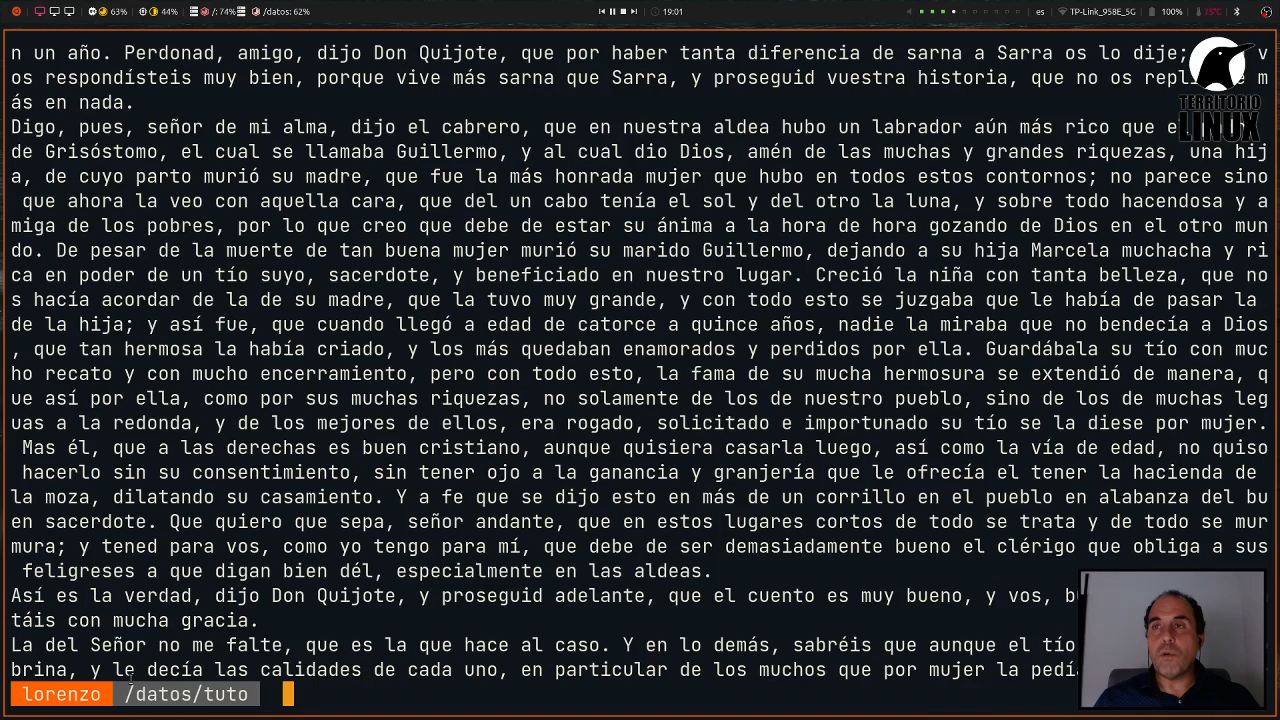 63% 44% /: 74% /datos: 62% 19:01 es TP-Link_958E_5G 100% 75°C
n un año. Perdonad, amigo, dijo Don Quijote, que por haber tanta diferencia de sarna a Sarra os lo dije; v
os respondísteis muy bien, porque vive más sarna que Sarra, y proseguid vuestra historia, que no os m
ás en nada.
Digo, pues, señor de mi alma, dijo el cabrero, que en nuestra aldea hubo un labrador aún más rico que
de Grisóstomo, el cual se llamaba Guillermo, y al cual dio Dios, amén de las muchas y grandes riquezas, una hij
a, de cuyo parto murió su madre, que fue la más honrada mujer que hubo en todos estos contornos; no parece sino
que ahora la veo con aquella cara, que del un cabo tenía el sol y del otro la luna, y sobre todo hacendosa y a
miga de los pobres, por lo que creo que debe de estar su ánima a la hora de hora gozando de Dios en el otro mun
do. De pesar de la muerte de tan buena mujer murió su marido Guillermo, dejando a su hija Marcela muchacha y ri
ca en poder de un tío suyo, sacerdote, y beneficiado en nuestro lugar. Creció la niña con tanta belleza, que no
s hacía acordar de la de su madre, que la tuvo muy grande, y con todo esto se juzgaba que le había de pasar la
de la hija; y así fue, que cuando llegó a edad de catorce a quince años, nadie la miraba que no bendecía a Dios
, que tan hermosa la había criado, y los más quedaban enamorados y perdidos por ella. Guardábala su tío con muc
ho recato y con mucho encerramiento, pero con todo esto, la fama de su mucha hermosura se extendió de manera, q
ue así por ella, como por sus muchas riquezas, no solamente de los de nuestro pueblo, sino de los de muchas leg
uas a la redonda, y de los mejores de ellos, era rogado, solicitado e importunado su tío se la diese por mujer.
Mas él, que a las derechas es buen cristiano, aunque quisiera casarla luego, así como la vía de edad, no quiso
hacerlo sin su consentimiento, sin tener ojo a la ganancia y granjería que le ofrecía el tener la hacienda de
la moza, dilatando su casamiento. Y a fe que se dijo esto en más de un corrillo en el pueblo en alabanza del bu
en sacerdote. Que quiero que sepa, señor andante, que en estos lugares cortos de todo se trata y de todo se mur
mura; y tened para vos, como yo tengo para mí, que debe de ser demasiadamente bueno el clérigo que obliga a sus
feligreses a que digan bien dél, especialmente en las aldeas.
Así es la verdad, dijo Don Quijote, y proseguid adelante, que el cuento es muy bueno, y vos,
táis con mucha gracia.
La del Señor no me falte, que es la que hace al caso. Y en lo demás, sabréis que aunque el tío
brina, y le decía las calidades de cada uno, en particular de los muchos que por mujer la
lorenzo /datos/tuto
TERRITORIO
LINUX